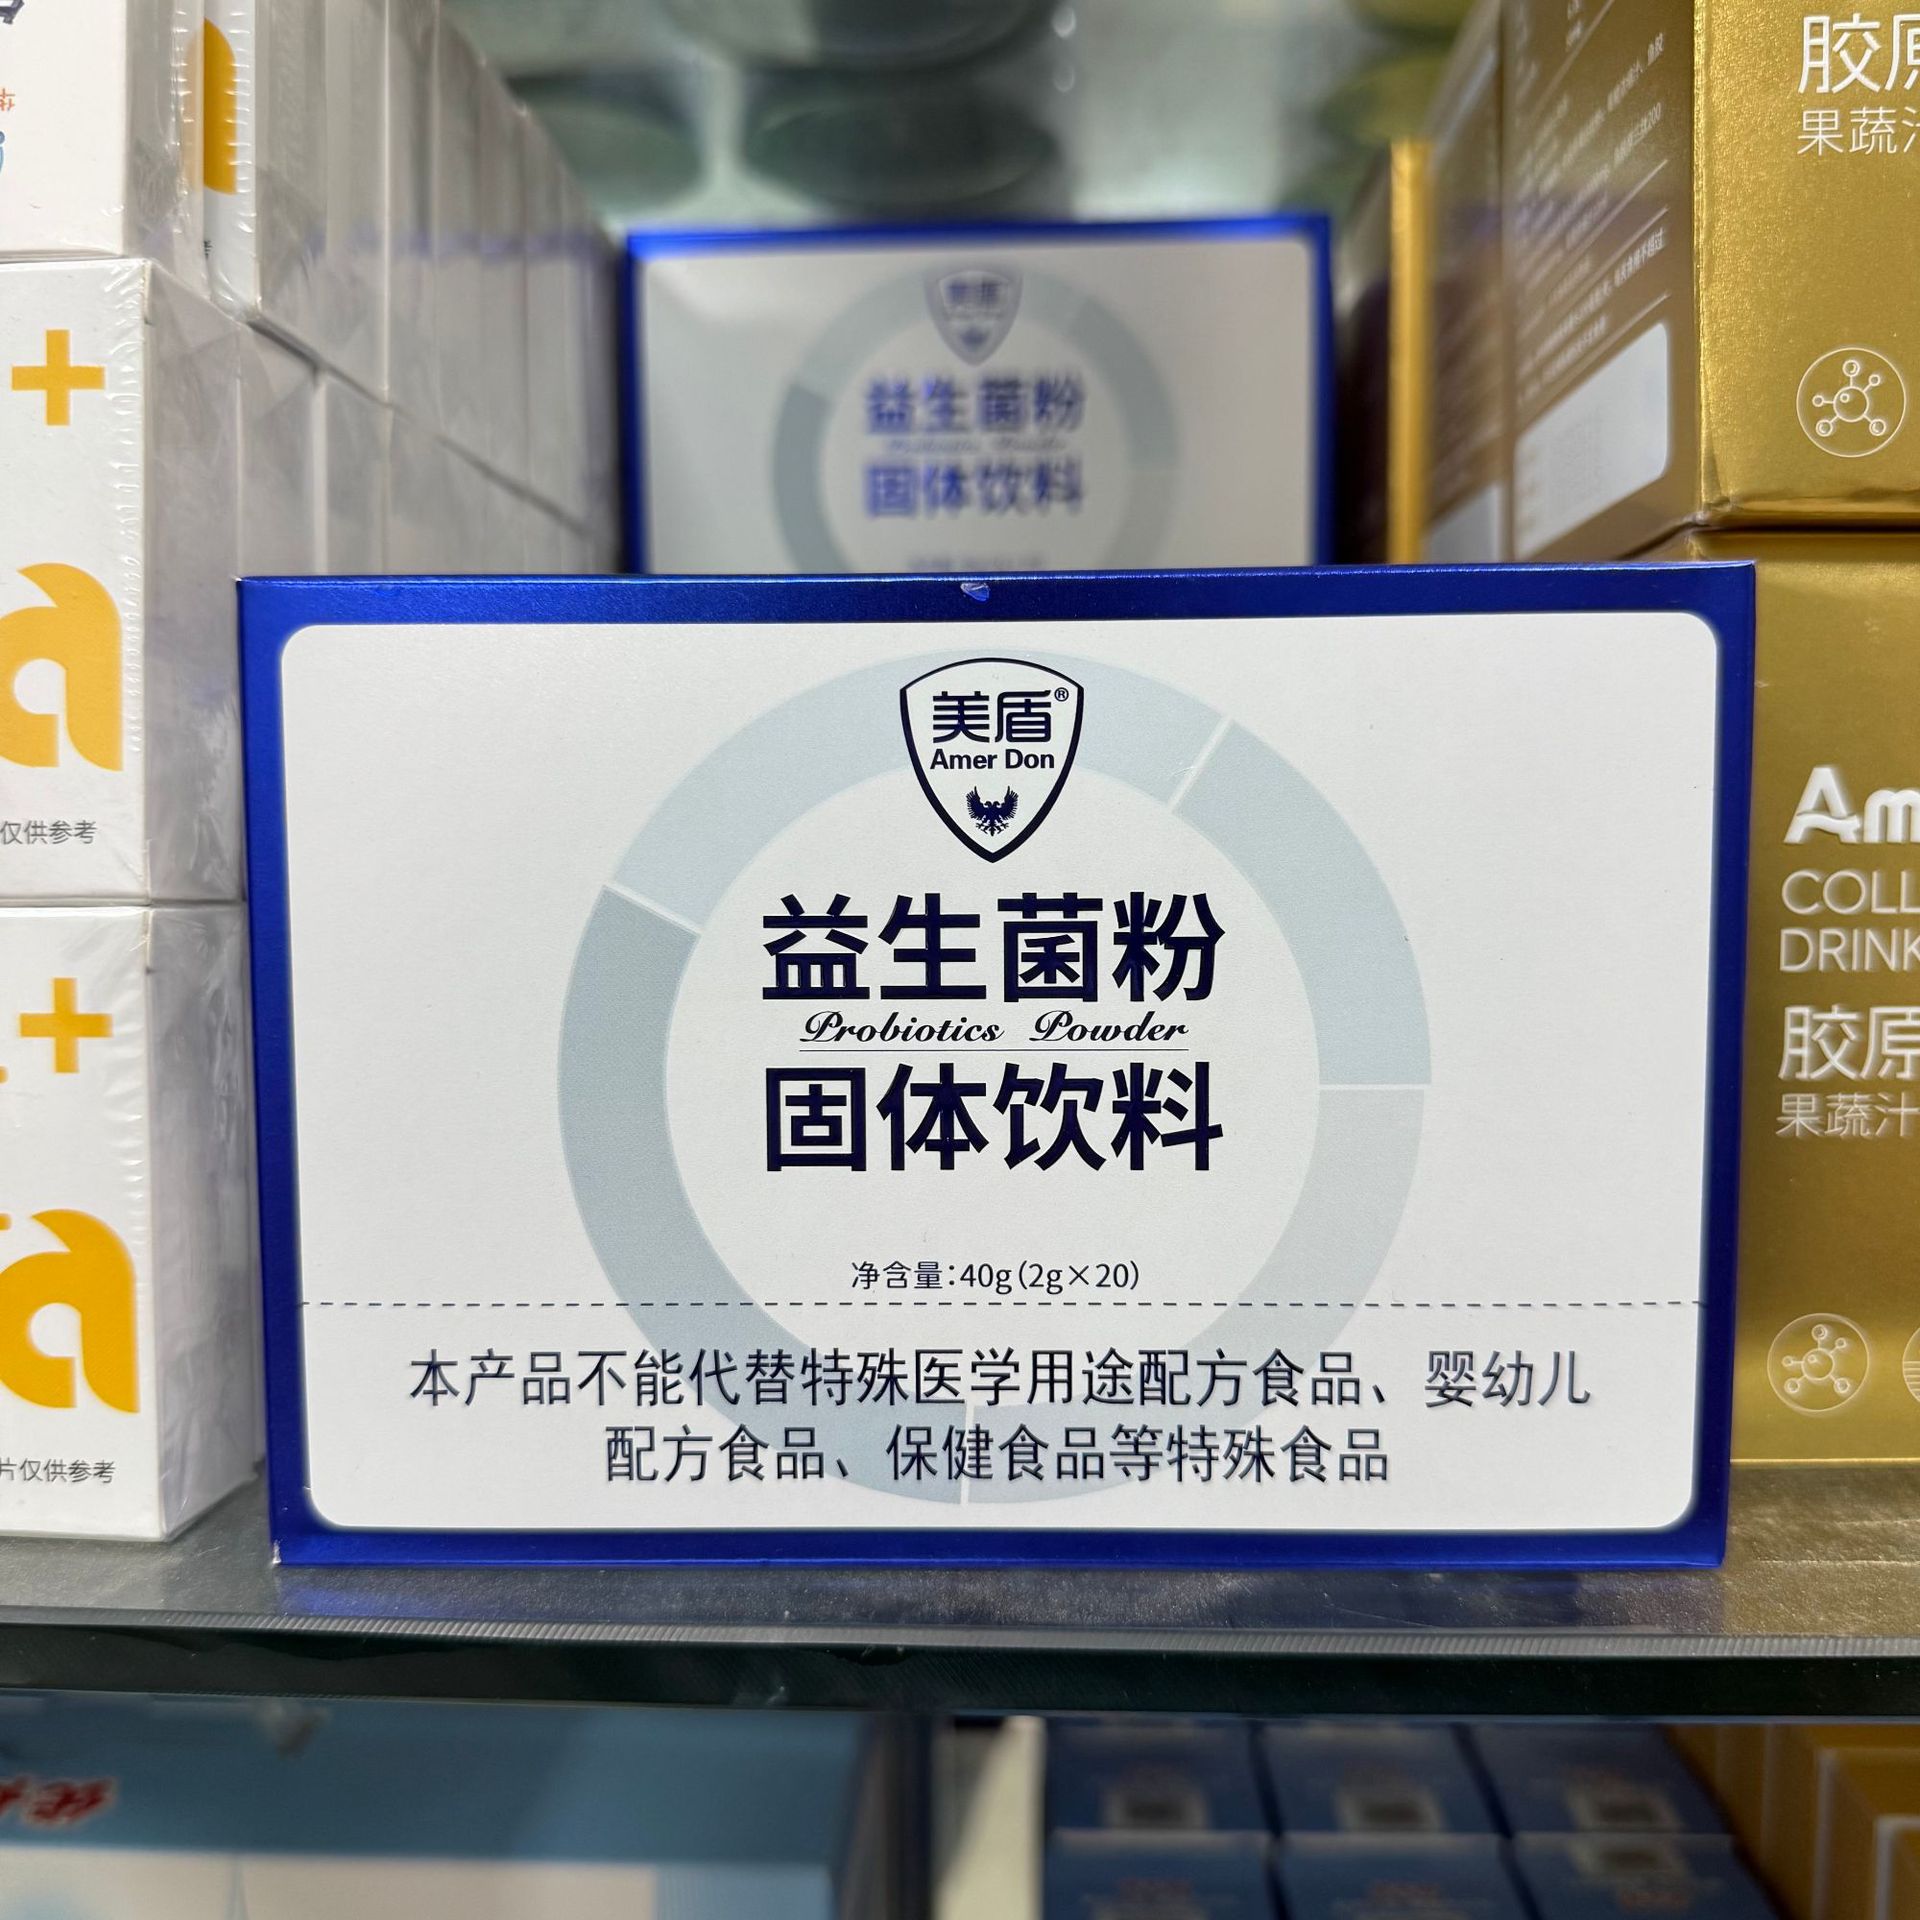 美盾®
Amer Don
益生菌粉
Probiotics Powder
固体饮料
净含量：40g（2g×20）
本产品不能代替特殊医学用途配方食品、婴幼儿
配方食品、保健食品等特殊食品
美盾
益生菌粉
固体饮料
仅供参考
片仅供参考
胶原
果蔬汁
Am
COLL
DRINK
胶原
果蔬汁